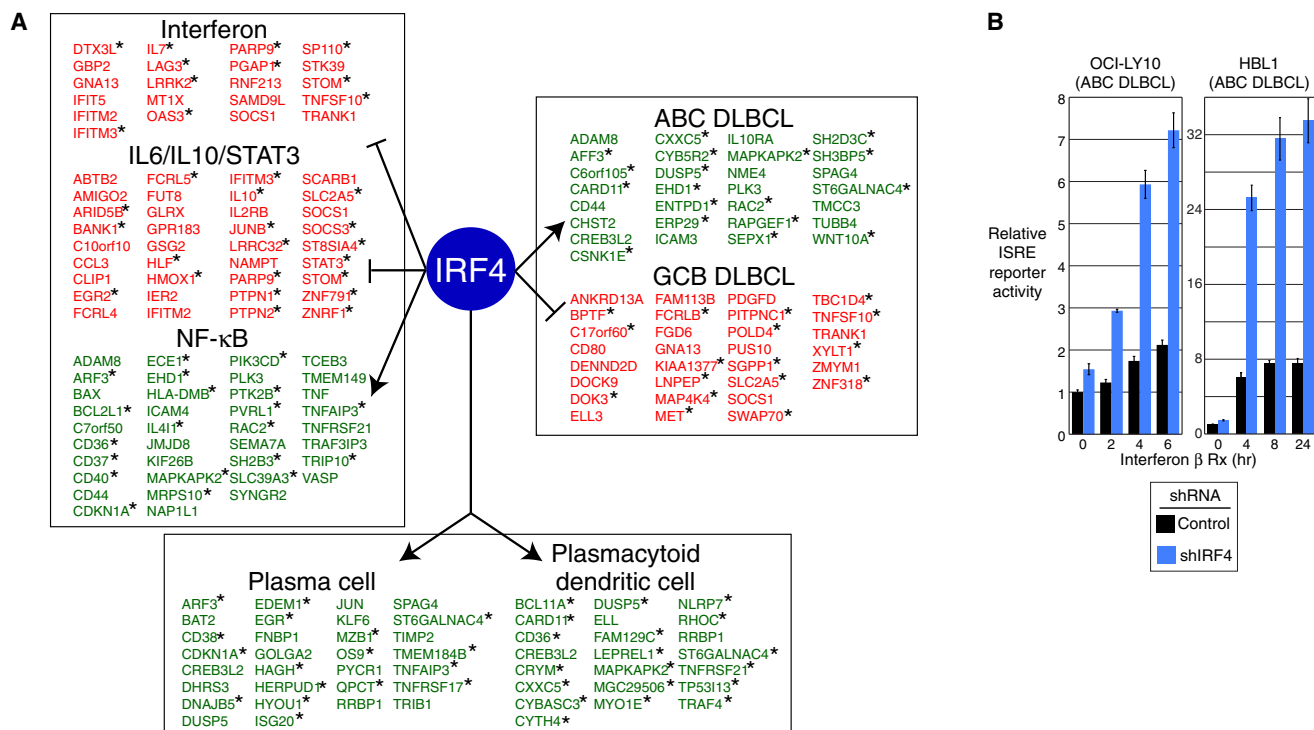 A
Interferon
DTX3L* IL7* PARP9* SP110*
GBP2 LAG3* PGAP1* STK39
GNA13 LRRK2* RNF213 STOM*
IFIT5 MT1X SAMD9L TNFSF10*
IFITM2 OAS3* SOCS1 TRANK1
IFITM3*
IL6/IL10/STAT3
ABTB2 FCRL5* IFITM3* SCARB1
AMIGO2 FUT8 IL10* SLC2A5*
ARID5B* GLRX IL2RB SOCS1
BANK1* GPR183 JUNB* SOCS3*
C10orf10 GSG2 LRRC32* ST8SIA4*
CCL3 HLF* NAMPT STAT3*
CLIP1 HMOX1* PARP9* STOM*
EGR2* IER2 PTPN1* ZNF791*
FCRL4 IFITM2 PTPN2* ZNRF1*
NF-κB
ADAM8 ECE1* PIK3CD* TCEB3
ARF3* EHD1* PLK3 TMEM149
BAX HLA-DMB* PTK2B* TNF
BCL2L1* ICAM4 PVRL1* TNFAIP3*
C7orf50 IL4I1* RAC2* TNFRSF21
CD36* JMJD8 SEMA7A TRAF3IP3
CD37* KIF26B SH2B3* TRIP10*
CD40* MAPKAPK2* SLC39A3* VASP
CD44 MRPS10* SYNGR2
CDKN1A* NAP1L1
IRF4
ABC DLBCL
ADAM8 CXXC5* IL10RA SH2D3C*
AFF3* CYB5R2* MAPKAPK2* SH3BP5*
C6orf105* DUSP5* NME4 SPAG4
CARD11* EHD1* PLK3 ST6GALNAC4*
CD44 ENTPD1* RAC2* TMCC3
CHST2 ERP29* RAPGEF1* TUBB4
CREB3L2 ICAM3 SEPX1* WNT10A*
CSNK1E*
GCB DLBCL
ANKRD13A FAM113B PDGFD TBC1D4*
BPTF* FCRLB* PITPNC1* TNFSF10*
C17orf60* FGD6 POLD4* TRANK1
CD80 GNA13 PUS10 XYLT1*
DENND2D KIAA1377* SGPP1* ZMYM1
DOCK9 LNPEP* SLC2A5* ZNF318*
DOK3* MAP4K4* SOCS1
ELL3 MET* SWAP70*
Plasma cell
ARF3* EDEM1* JUN SPAG4
BAT2 EGR* KLF6 ST6GALNAC4*
CD38* FNBP1 MZB1* TIMP2
CDKN1A* GOLGA2 OS9* TMEM184B*
CREB3L2 HAGH* PYCR1 TNFAIP3*
DHRS3 HERPUD1* QPCT* TNFRSF17*
DNAJB5* HYOU1* RRBP1 TRIB1
DUSP5 ISG20*
Plasmacytoid
dendritic cell
BCL11A* DUSP5* NLRP7*
CARD11* ELL RHOC*
CD36* FAM129C* RRBP1
CREB3L2 LEPREL1* ST6GALNAC4*
CRYM* MAPKAPK2* TNFRSF21*
CXXC5* MGC29506* TP53I13*
CYBASC3* MYO1E* TRAF4*
CYTH4*
B
OCI-LY10
(ABC DLBCL)
HBL1
(ABC DLBCL)
Relative
ISRE
reporter
activity
8
7
6
5
4
3
2
1
0
32
24
16
8
0
0 2 4 6
0 4 8 24
Interferon β Rx (hr)
shRNA
Control
shIRF4